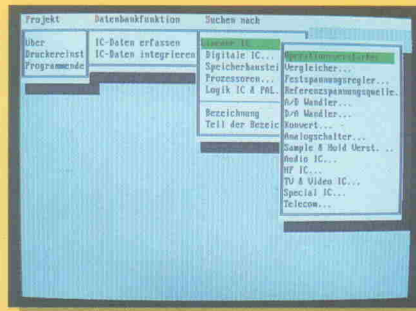 Projekt Datenbankfunktion Suchen nach
Über
Druckereinst
Programmende
IC-Daten erfassen
IC-Daten integrieren
Linear IC...
Digitale IC...
Speicherbaustei
Prozessoren...
Logik IC & PAL.
Bezeichnung
Teil der Bezeic
Operationsverstärker
Vergleicher...
Festspannungsregler...
Referenzspannungsquelle.
A/D Wandler...
D/A Wandler...
Konvert...
Analogschalter...
Sample & Hold Verst. ..
Audio IC...
HF IC...
TV & Video IC...
Special IC...
Telecom...